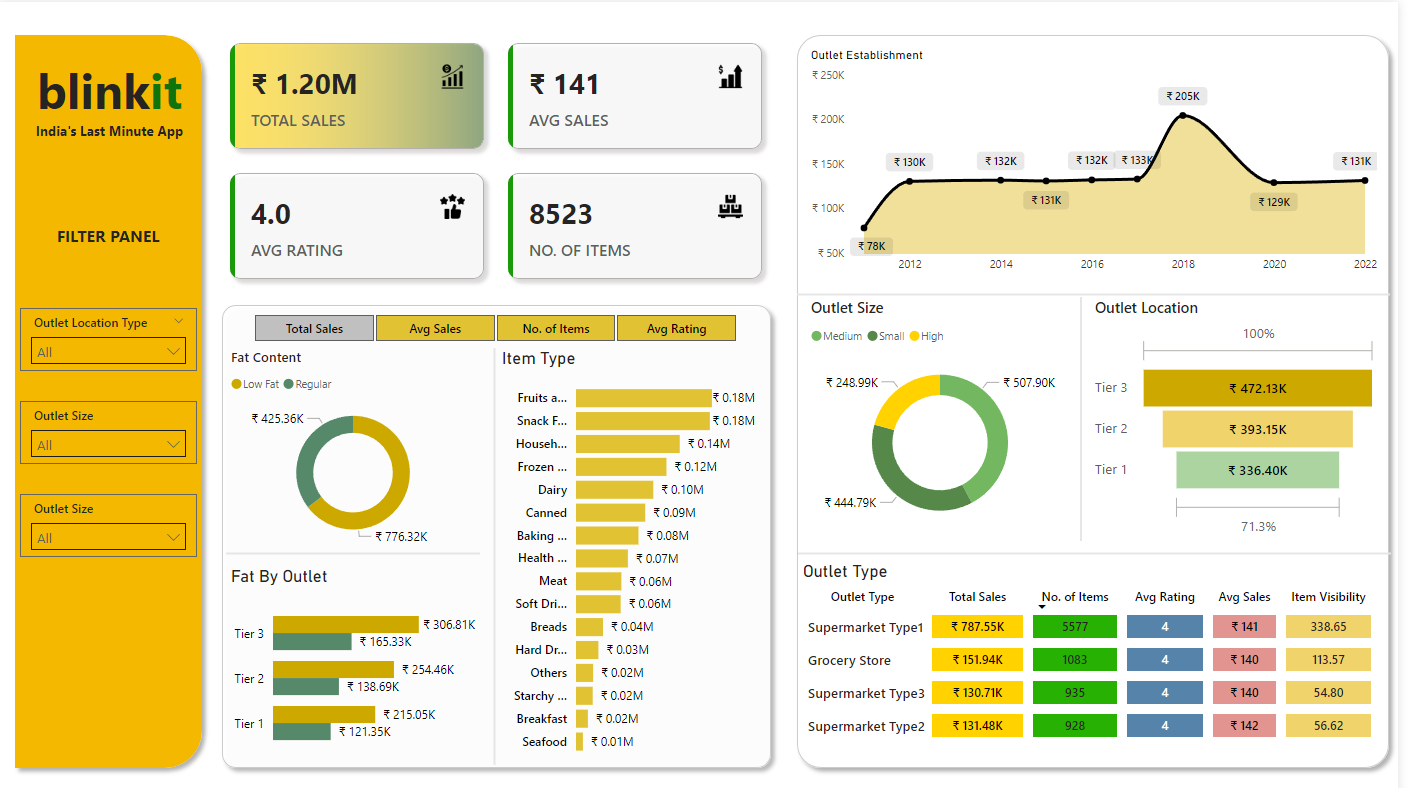 blinkit
India's Last Minute App
FILTER PANEL
Outlet Location Type
All
Outlet Size
All
Outlet Size
All
₹ 1.20M
TOTAL SALES
₹ 141
AVG SALES
4.0
AVG RATING
8523
NO. OF ITEMS
Total Sales Avg Sales No. of Items Avg Rating
Fat Content
Low Fat Regular
₹ 425.36K
₹ 776.32K
Fat By Outlet
Tier 3 ₹ 306.81K
₹ 165.33K
Tier 2 ₹ 254.46K
₹ 138.69K
Tier 1 ₹ 215.05K
₹ 121.35K
Item Type
Fruits a... ₹ 0.18M
Snack F... ₹ 0.18M
Househ... ₹ 0.14M
Frozen ... ₹ 0.12M
Dairy ₹ 0.10M
Canned ₹ 0.09M
Baking ... ₹ 0.08M
Health ... ₹ 0.07M
Meat ₹ 0.06M
Soft Dri... ₹ 0.06M
Breads ₹ 0.04M
Hard Dr... ₹ 0.03M
Others ₹ 0.02M
Starchy ... ₹ 0.02M
Breakfast ₹ 0.02M
Seafood ₹ 0.01M
Outlet Establishment
₹ 250K
₹ 200K
₹ 150K
₹ 100K
₹ 50K
₹ 78K
₹ 130K
₹ 132K
₹ 131K
₹ 132K
₹ 133K
₹ 205K
₹ 129K
₹ 131K
2012 2014 2016 2018 2020 2022
Outlet Size
Medium Small High
₹ 248.99K
₹ 507.90K
₹ 444.79K
Outlet Location
100%
Tier 3 ₹ 472.13K
Tier 2 ₹ 393.15K
Tier 1 ₹ 336.40K
71.3%
Outlet Type
Outlet Type Total Sales No. of Items Avg Rating Avg Sales Item Visibility
Supermarket Type1 ₹ 787.55K 5577 4 ₹ 141 338.65
Grocery Store ₹ 151.94K 1083 4 ₹ 140 113.57
Supermarket Type3 ₹ 130.71K 935 4 ₹ 140 54.80
Supermarket Type2 ₹ 131.48K 928 4 ₹ 142 56.62